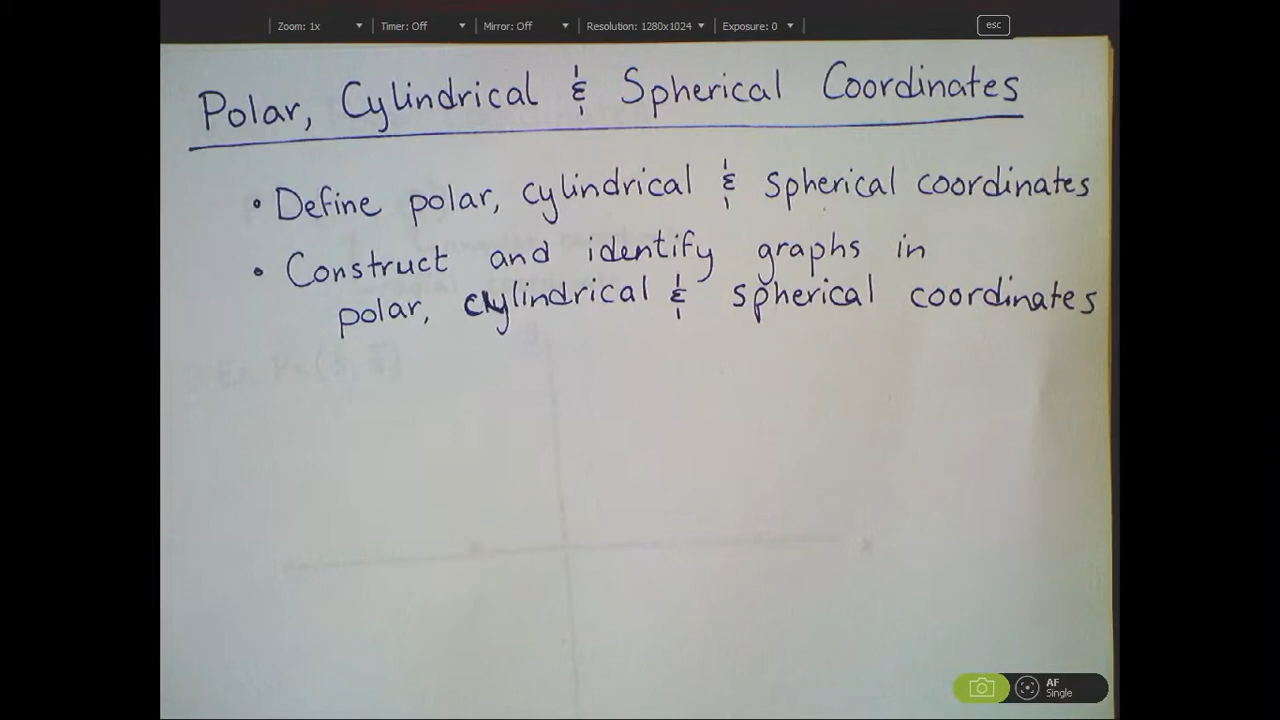 Zoom: 1x Timer: Off Mirror: Off Resolution: 1280x1024 Exposure: 0 esc
Polar, Cylindrical & Spherical Coordinates
• Define polar, cylindrical & spherical coordinates
• Construct and identify graphs in
polar, cylindrical & spherical coordinates
AF
Single